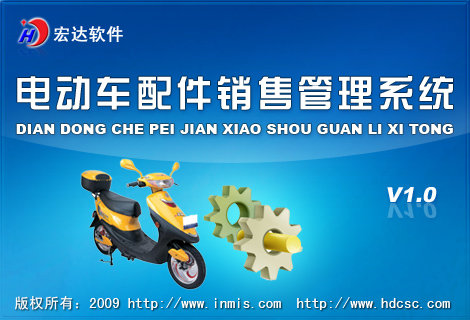 宏达软件
电动车配件销售管理系统
DIAN DONG CHE PEI JIAN XIAO SHOU GUAN LI XI TONG
V1.0
版权所有：2009 http://www.inmis.com http://www.hdcsc.com